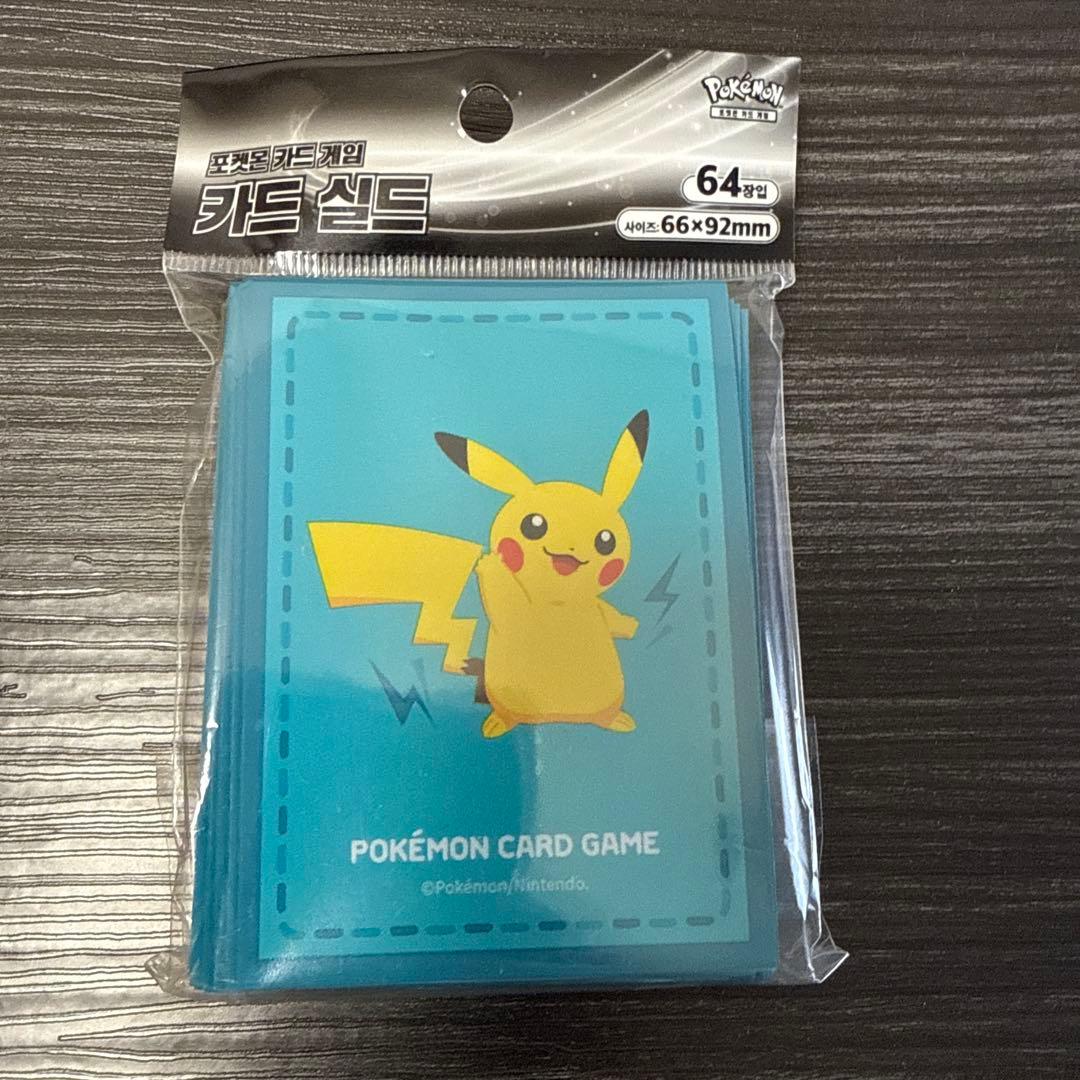 Pokémon
포켓몬 카드 게임
포켓몬 카드 게임
카드 실드
64장입
사이즈:66×92mm
POKÉMON CARD GAME
©Pokémon/Nintendo.